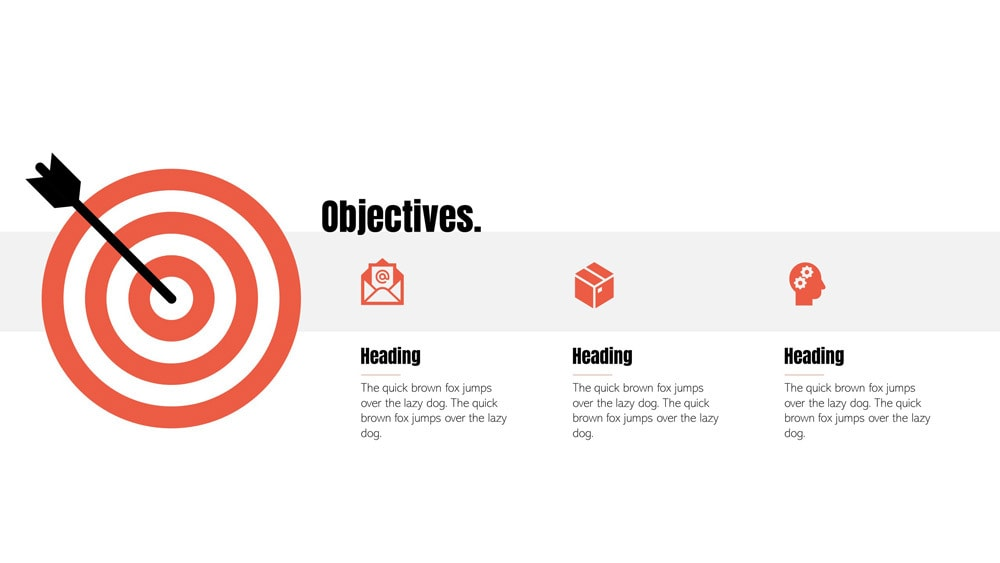 Objectives.
@
Heading
The quick brown fox jumps
over the lazy dog. The quick
brown fox jumps over the lazy
dog.
Heading
The quick brown fox jumps
over the lazy dog. The quick
brown fox jumps over the lazy
dog.
Heading
The quick brown fox jumps
over the lazy dog. The quick
brown fox jumps over the lazy
dog.